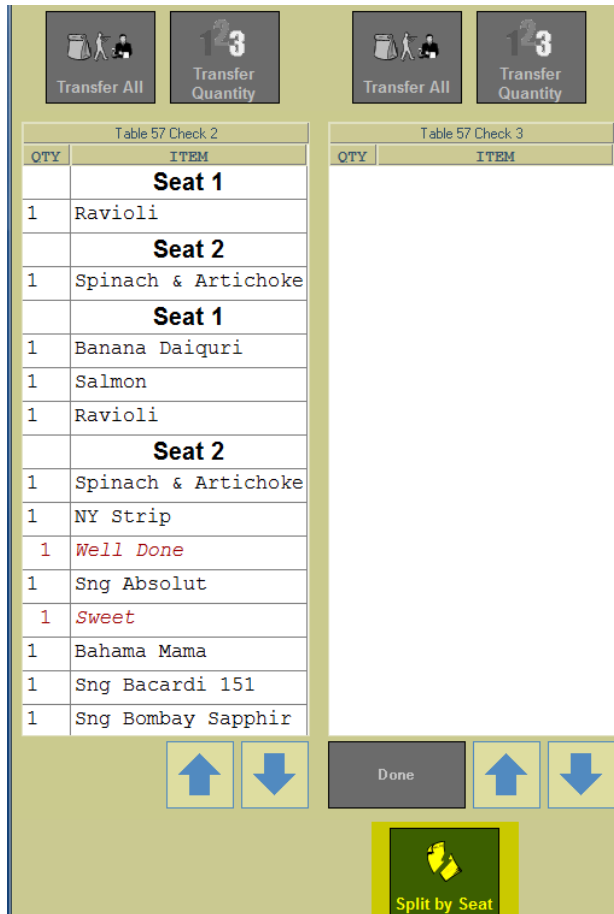 Transfer All
123
Transfer
Quantity
Transfer All
123
Transfer
Quantity
Table 57 Check 2
QTY ITEM
Seat 1
1 Ravioli
Seat 2
1 Spinach & Artichoke
Seat 1
1 Banana Daiquri
1 Salmon
1 Ravioli
Seat 2
1 Spinach & Artichoke
1 NY Strip
1 Well Done
1 Sng Absolut
1 Sweet
1 Bahama Mama
1 Sng Bacardi 151
1 Sng Bombay Sapphir
Table 57 Check 3
QTY ITEM
Done
Split by Seat